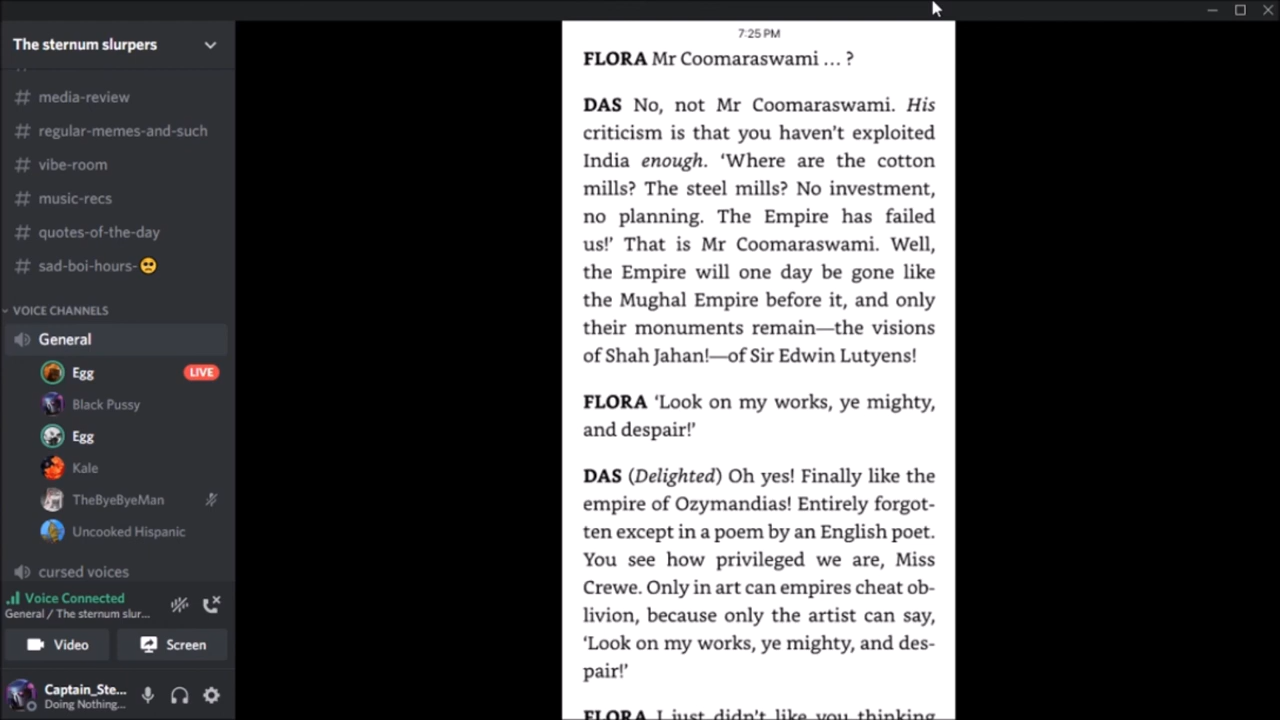 The sternum slurpers
# media-review
# regular-memes-and-such
# vibe-room
# music-recs
# quotes-of-the-day
# sad-boi-hours-🥺
VOICE CHANNELS
General
Egg LIVE
Black Pussy
Egg
Kale
TheByeByeMan
Uncooked Hispanic
cursed voices
Voice Connected
General / The sternum slur...
Video Screen
Captain_Ste...
Doing Nothing...
7:25 PM
FLORA Mr Coomaraswami … ?
DAS No, not Mr Coomaraswami. His
criticism is that you haven't exploited
India enough. ‘Where are the cotton
mills? The steel mills? No investment,
no planning. The Empire has failed
us!’ That is Mr Coomaraswami. Well,
the Empire will one day be gone like
the Mughal Empire before it, and only
their monuments remain—the visions
of Shah Jahan!—of Sir Edwin Lutyens!
FLORA ‘Look on my works, ye mighty,
and despair!’
DAS (Delighted) Oh yes! Finally like the
empire of Ozymandias! Entirely forgot-
ten except in a poem by an English poet.
You see how privileged we are, Miss
Crewe. Only in art can empires cheat ob-
livion, because only the artist can say,
‘Look on my works, ye mighty, and des-
pair!’
FLORA I just didn't like you thinking